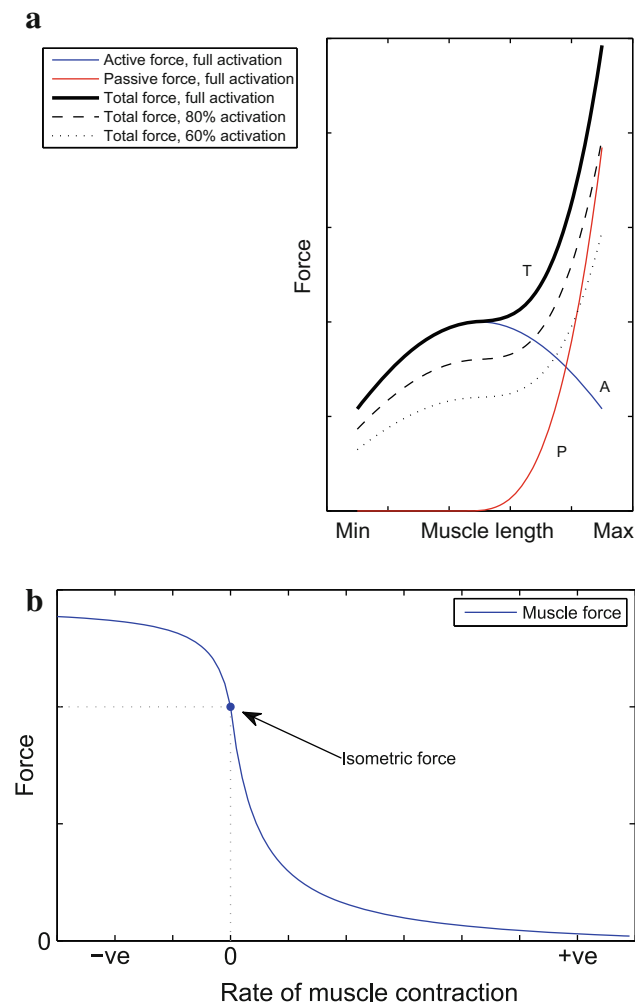 a
Active force, full activation
Passive force, full activation
Total force, full activation
Total force, 80% activation
Total force, 60% activation
Force
T
A
P
Min Muscle length Max
b
Muscle force
Isometric force
Force
0
−ve 0 +ve
Rate of muscle contraction